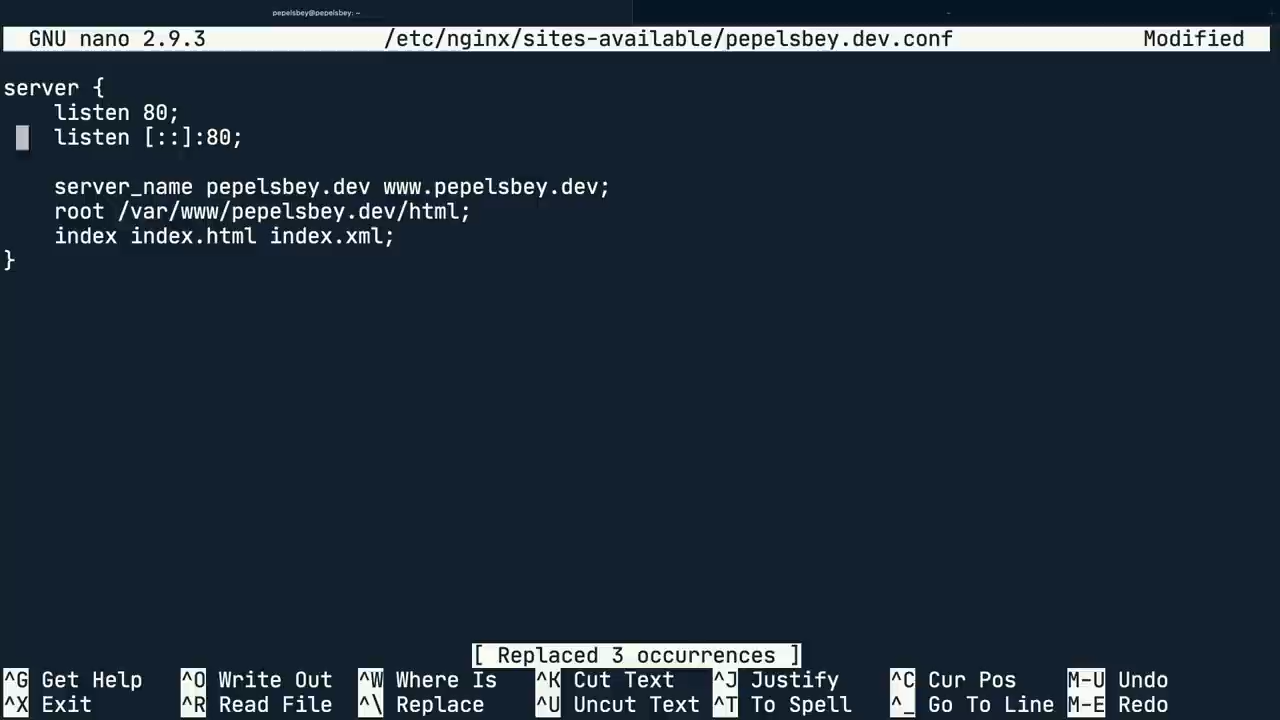 pepelsbey@pepelsbey: ~
~
GNU nano 2.9.3 /etc/nginx/sites-available/pepelsbey.dev.conf Modified
server {
listen 80;
listen [::]:80;
server_name pepelsbey.dev www.pepelsbey.dev;
root /var/www/pepelsbey.dev/html;
index index.html index.xml;
}
[ Replaced 3 occurrences ]
^G Get Help ^O Write Out ^W Where Is ^K Cut Text ^J Justify ^C Cur Pos M-U Undo
^X Exit ^R Read File ^\ Replace ^U Uncut Text ^T To Spell ^_ Go To Line M-E Redo